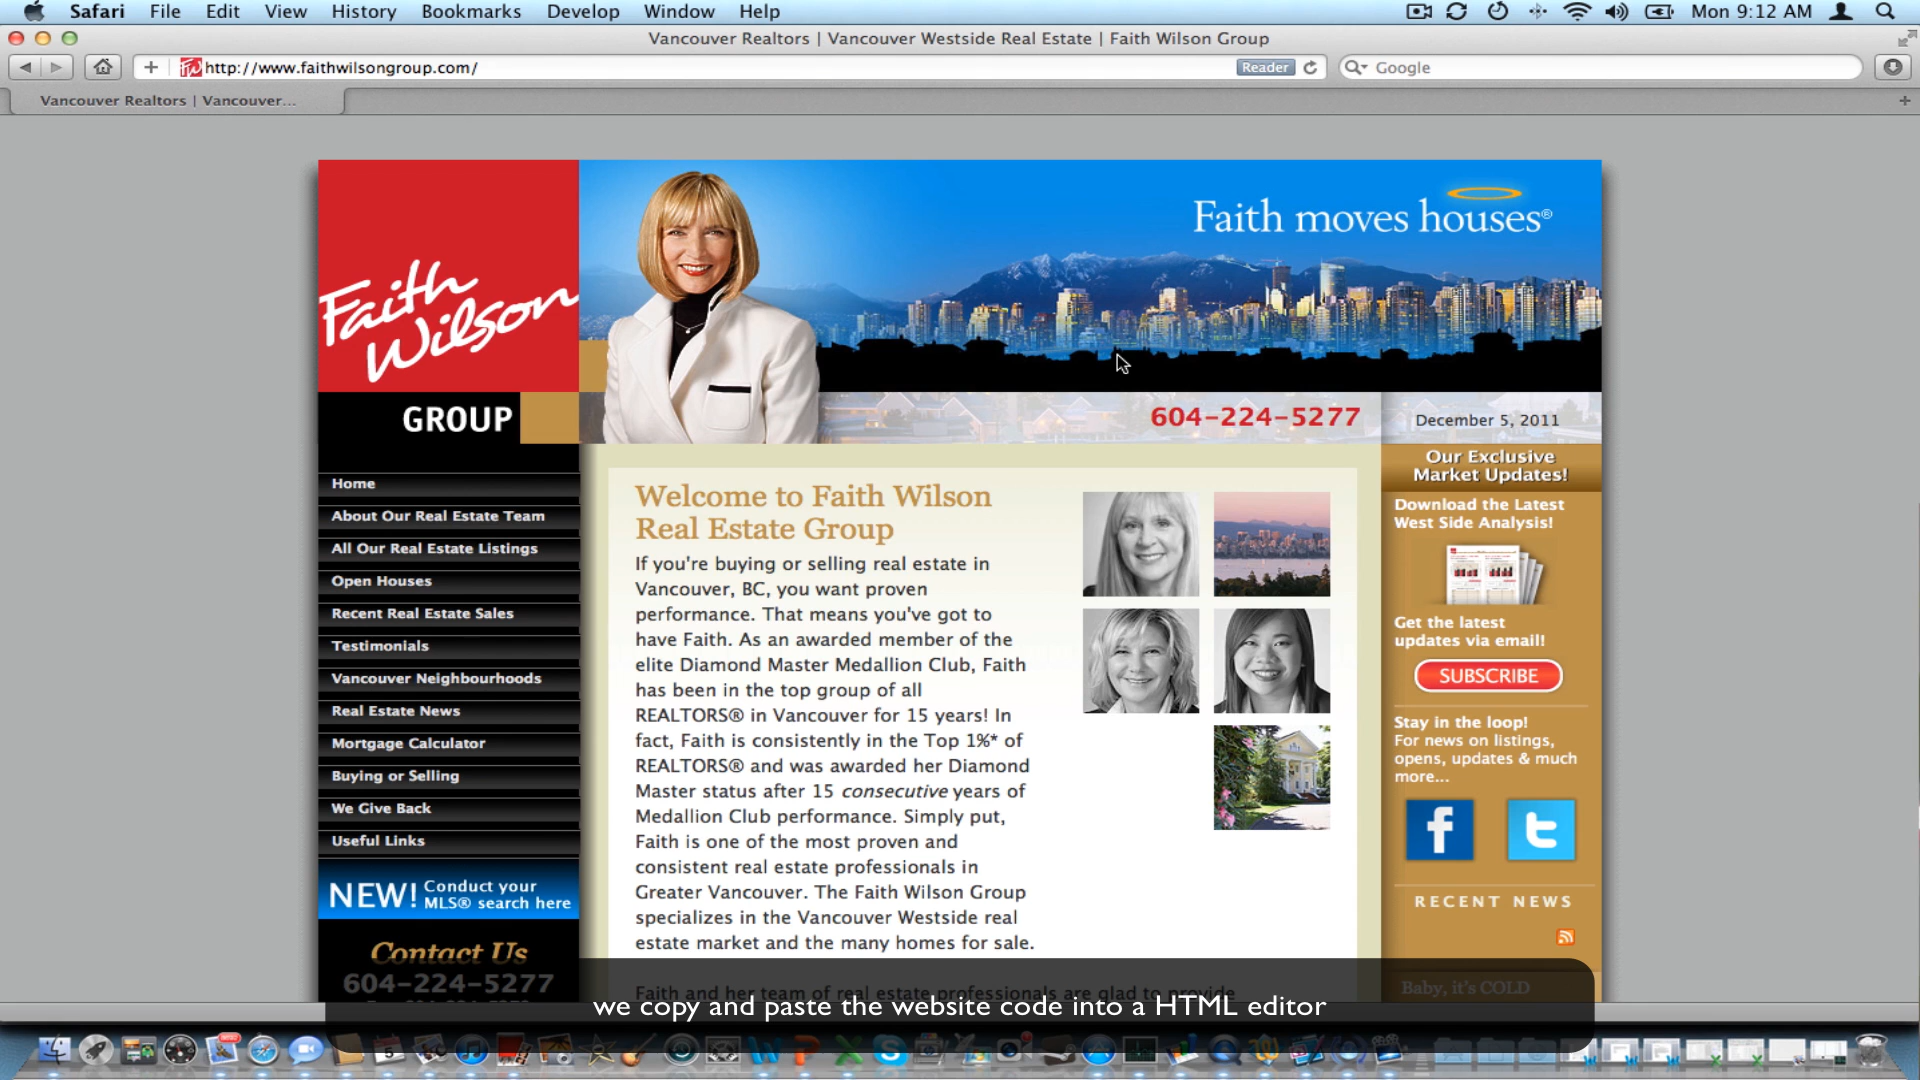 Safari File Edit View History Bookmarks Develop Window Help Mon 9:12 AM
Vancouver Realtors | Vancouver Westside Real Estate | Faith Wilson Group
http://www.faithwilsongroup.com/ Reader Google
Vancouver Realtors | Vancouver...
Faith moves houses®
Faith
Wilson
GROUP
604-224-5277
December 5, 2011
Home
About Our Real Estate Team
All Our Real Estate Listings
Open Houses
Recent Real Estate Sales
Testimonials
Vancouver Neighbourhoods
Real Estate News
Mortgage Calculator
Buying or Selling
We Give Back
Useful Links
NEW! Conduct your
MLS® search here
Contact Us
604-224-5277
Welcome to Faith Wilson
Real Estate Group
If you're buying or selling real estate in
Vancouver, BC, you want proven
performance. That means you've got to
have Faith. As an awarded member of the
elite Diamond Master Medallion Club, Faith
has been in the top group of all
REALTORS® in Vancouver for 15 years! In
fact, Faith is consistently in the Top 1%* of
REALTORS® and was awarded her Diamond
Master status after 15 consecutive years of
Medallion Club performance. Simply put,
Faith is one of the most proven and
consistent real estate professionals in
Greater Vancouver. The Faith Wilson Group
specializes in the Vancouver Westside real
estate market and the many homes for sale.
Faith and her team of real estate professionals are glad to provide
Our Exclusive
Market Updates!
Download the Latest
West Side Analysis!
Get the latest
updates via email!
SUBSCRIBE
Stay in the loop!
For news on listings,
opens, updates & much
more...
RECENT NEWS
Baby, it's COLD
we copy and paste the website code into a HTML editor